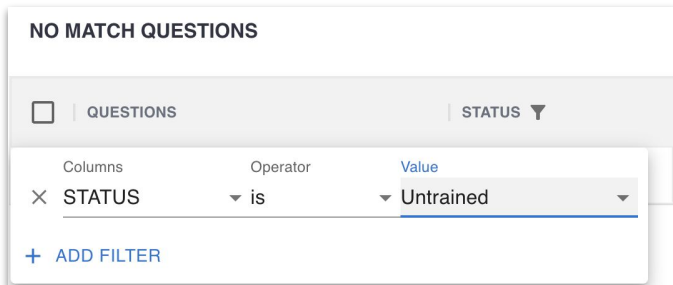 NO MATCH QUESTIONS
QUESTIONS STATUS
Columns Operator Value
STATUS is Untrained
+ ADD FILTER